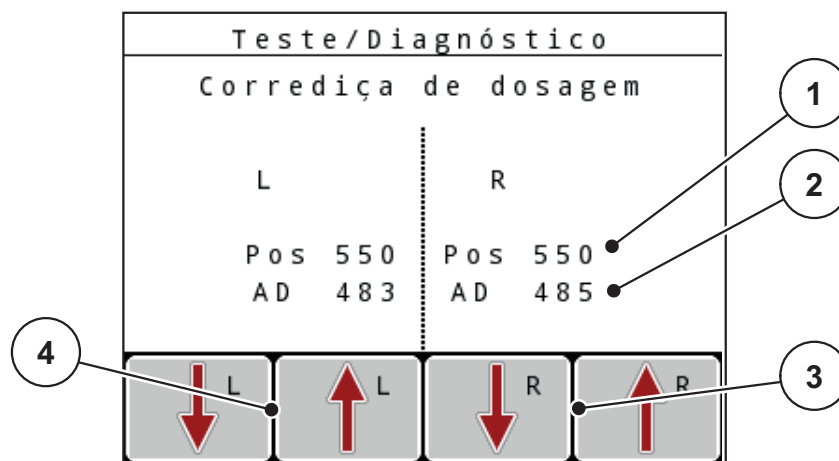 Teste/Diagnóstico
Corrediça de dosagem
1
2
L R
Pos 550 Pos 550
AD 483 AD 485
4
3
L L R R